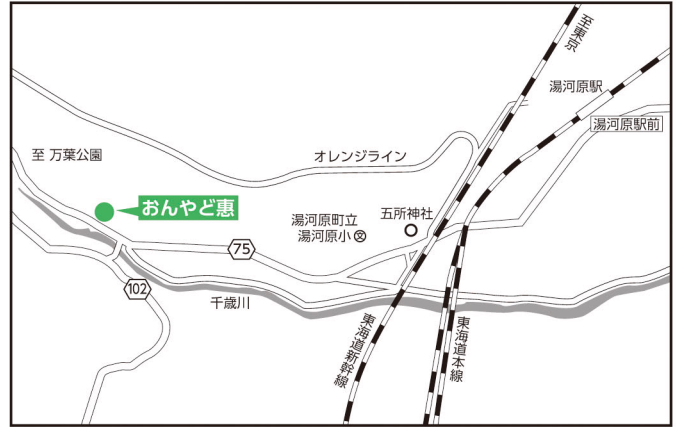 至東京
湯河原駅
湯河原駅前
至 万葉公園
オレンジライン
おんやど惠
湯河原町立
湯河原小
文
五所神社
75
102
千歳川
東海道新幹線
東海道本線